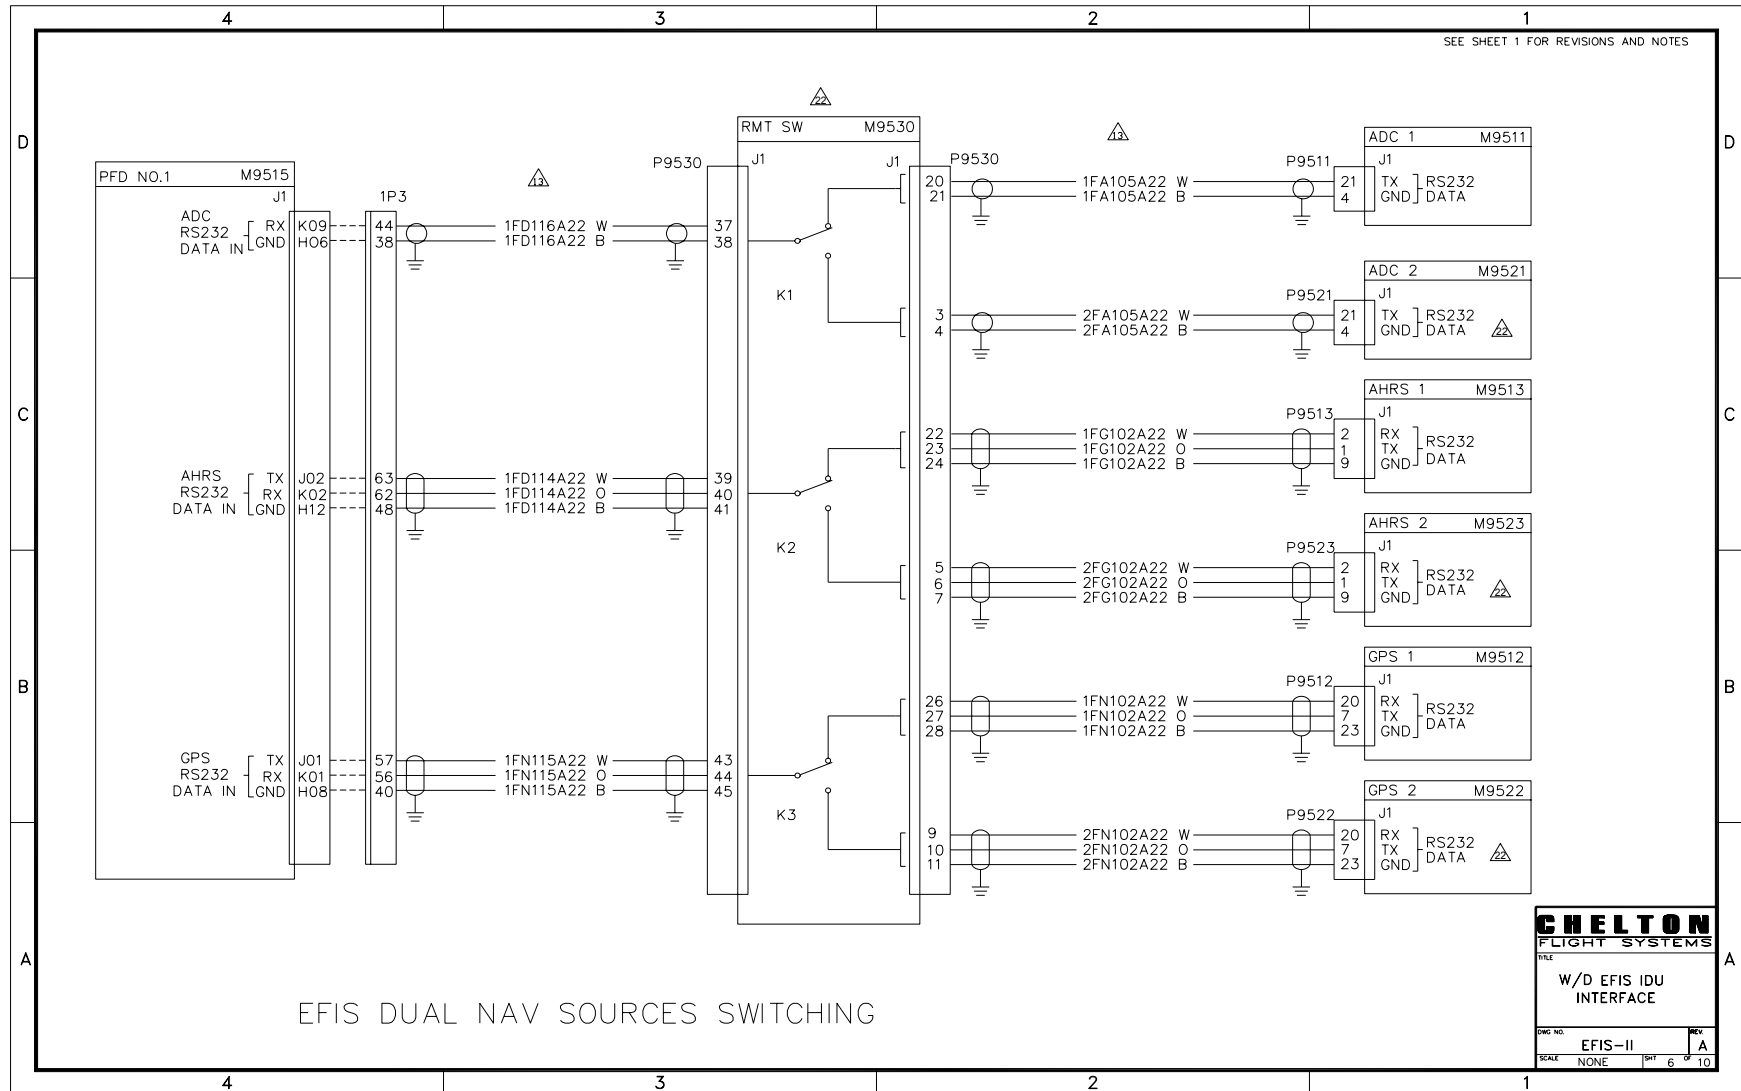 4 3 2 1
SEE SHEET 1 FOR REVISIONS AND NOTES
D
C
B
A
D
C
B
A
PFD NO.1 M9515
J1
1P3
13
ADC
RS232
DATA IN
RX K09 44 1FD116A22 W 37
GND H06 38 1FD116A22 B 38
AHRS
RS232
DATA IN
TX J02 63 1FD114A22 W 39
RX K02 62 1FD114A22 O 40
GND H12 48 1FD114A22 B 41
GPS
RS232
DATA IN
TX J01 57 1FN115A22 W 43
RX K01 56 1FN115A22 O 44
GND H08 40 1FN115A22 B 45
22
RMT SW M9530
P9530 J1
J1 P9530
K1
K2
K3
13
20 1FA105A22 W 21
21 1FA105A22 B 4
P9511
ADC 1 M9511
J1
TX
GND
RS232
DATA
3 2FA105A22 W 21
4 2FA105A22 B 4
P9521
ADC 2 M9521
J1
TX
GND
RS232
DATA
22
22 1FG102A22 W 2
23 1FG102A22 O 1
24 1FG102A22 B 9
P9513
AHRS 1 M9513
J1
RX
TX
GND
RS232
DATA
5 2FG102A22 W 2
6 2FG102A22 O 1
7 2FG102A22 B 9
P9523
AHRS 2 M9523
J1
RX
TX
GND
RS232
DATA
22
26 1FN102A22 W 20
27 1FN102A22 O 7
28 1FN102A22 B 23
P9512
GPS 1 M9512
J1
RX
TX
GND
RS232
DATA
9 2FN102A22 W 20
10 2FN102A22 O 7
11 2FN102A22 B 23
P9522
GPS 2 M9522
J1
RX
TX
GND
RS232
DATA
22
EFIS DUAL NAV SOURCES SWITCHING
CHELTON
FLIGHT SYSTEMS
TITLE
W/D EFIS IDU
INTERFACE
DWG NO.
EFIS-II
REV.
A
SCALE NONE SHT 6 OF 10
4 3 2 1